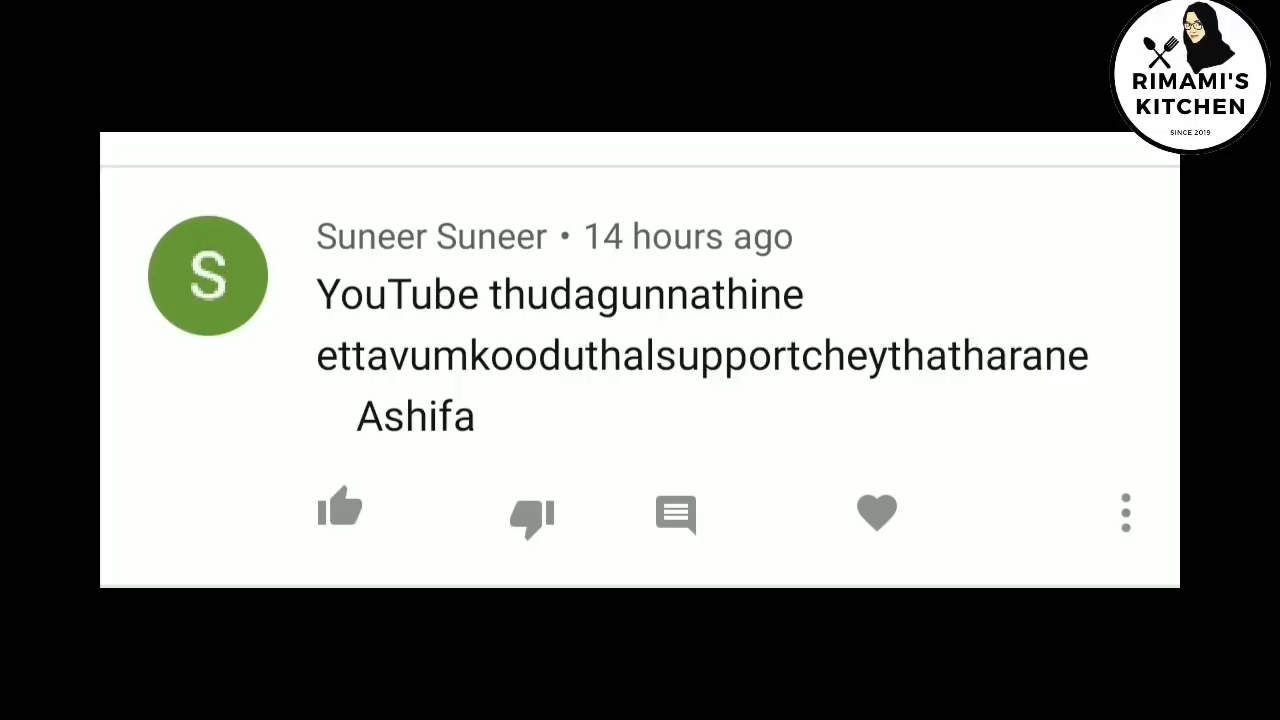 RIMAMI'S
KITCHEN
SINCE 2019
S
Suneer Suneer • 14 hours ago
YouTube thudagunnathine
ettavumkooduthalsupportcheythatharane
Ashifa